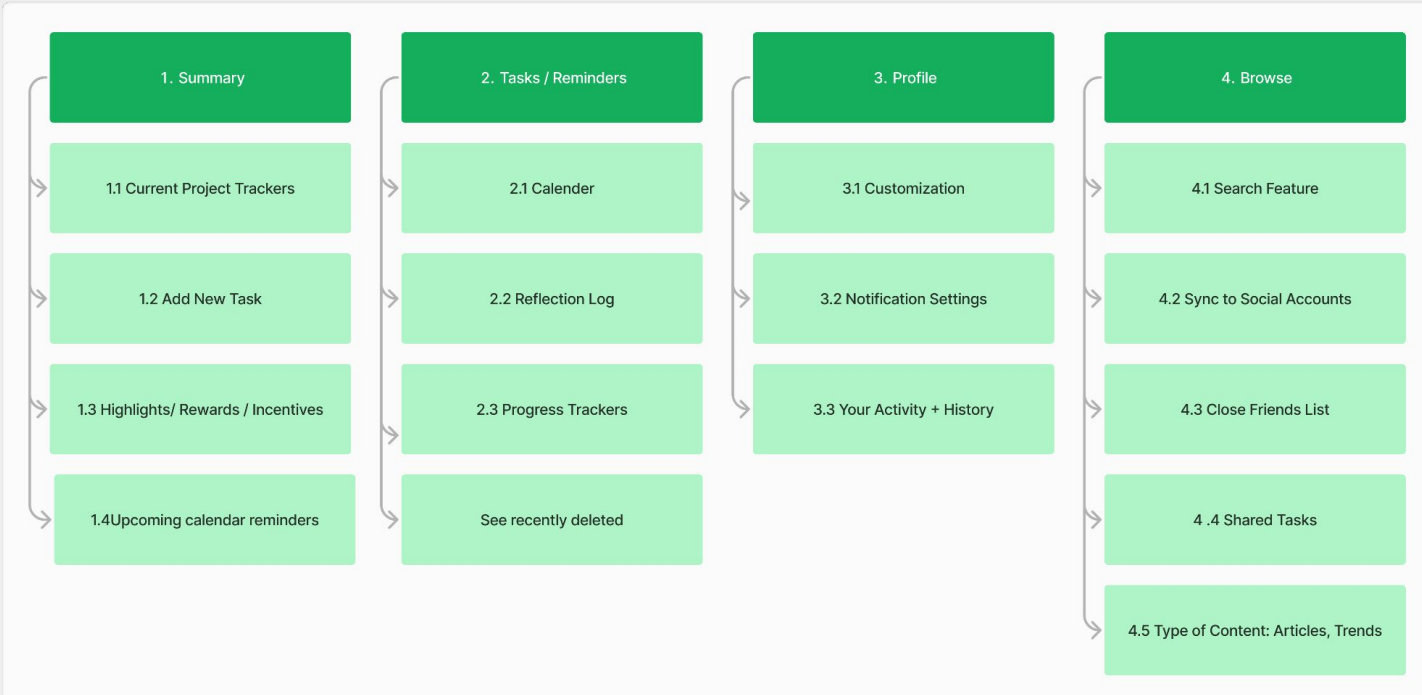 1. Summary
1.1 Current Project Trackers
1.2 Add New Task
1.3 Highlights/ Rewards / Incentives
1.4Upcoming calendar reminders
2. Tasks / Reminders
2.1 Calender
2.2 Reflection Log
2.3 Progress Trackers
See recently deleted
3. Profile
3.1 Customization
3.2 Notification Settings
3.3 Your Activity + History
4. Browse
4.1 Search Feature
4.2 Sync to Social Accounts
4.3 Close Friends List
4 .4 Shared Tasks
4.5 Type of Content: Articles, Trends